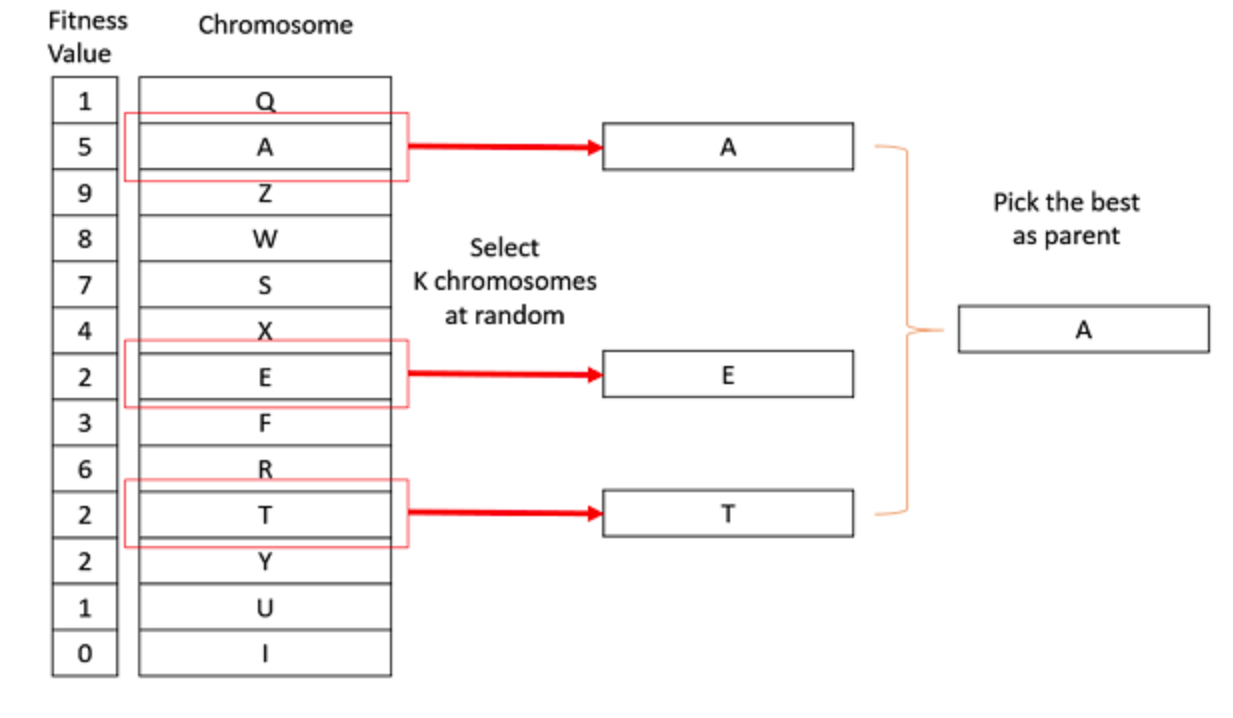 Fitness
Value
Chromosome
1 Q
5 A
9 Z
8 W
7 S
4 X
2 E
3 F
6 R
2 T
2 Y
1 U
0 I
Select
K chromosomes
at random
A
E
T
Pick the best
as parent
A